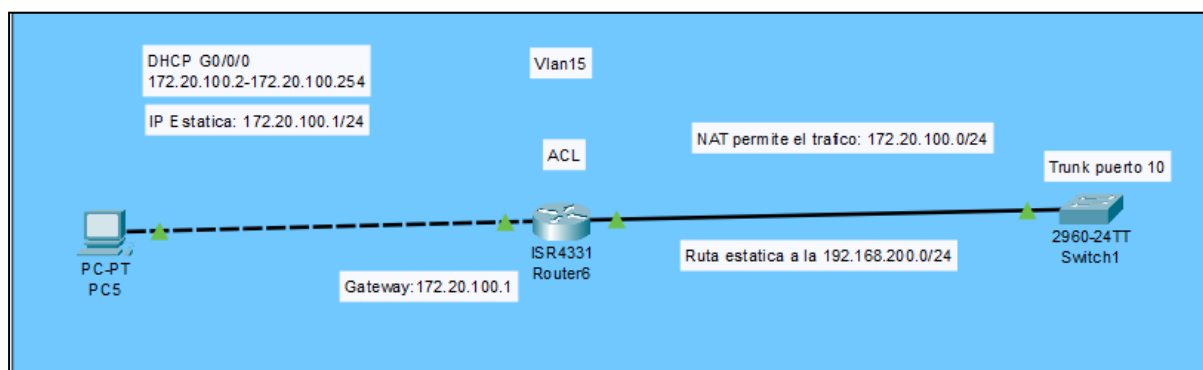 DHCP G0/0/0
172.20.100.2-172.20.100.254
IP Estatica: 172.20.100.1/24
Vlan15
ACL
NAT permite el trafico: 172.20.100.0/24
Trunk puerto 10
PC-PT
PC5
Gateway:172.20.100.1
ISR4331
Router6
Ruta estatica a la 192.168.200.0/24
2960-24TT
Switch1